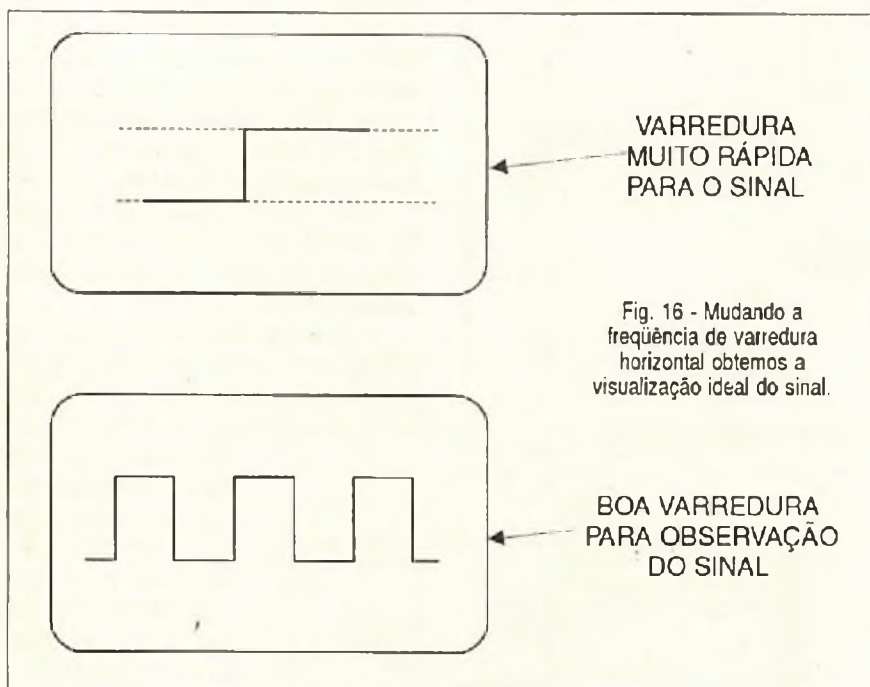 VARREDURA
MUITO RÁPIDA
PARA O SINAL
Fig. 16 - Mudando a
freqüência de varredura
horizontal obtemos a
visualização ideal do sinal.
BOA VARREDURA
PARA OBSERVAÇÃO
DO SINAL